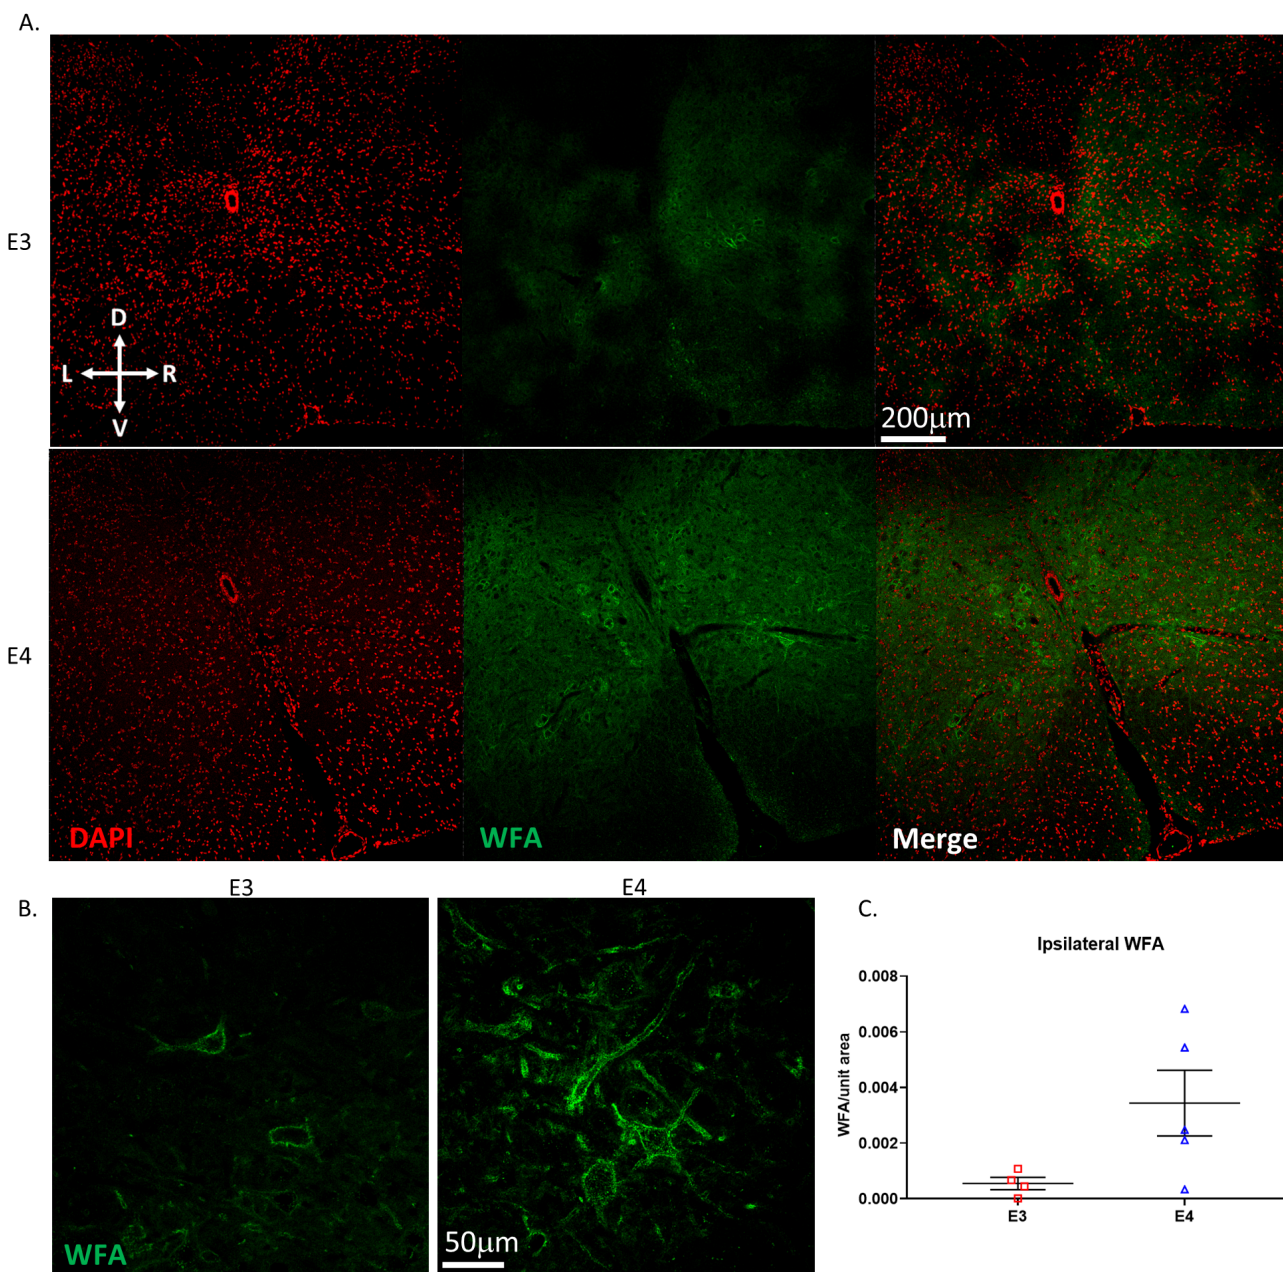 A.
E3
D
L R
V
200μm
E4
DAPI
WFA
Merge
B.
E3
E4
WFA
50μm
C.
Ipsilateral WFA
WFA/unit area
0.008
0.006
0.004
0.002
0.000
E3 E4